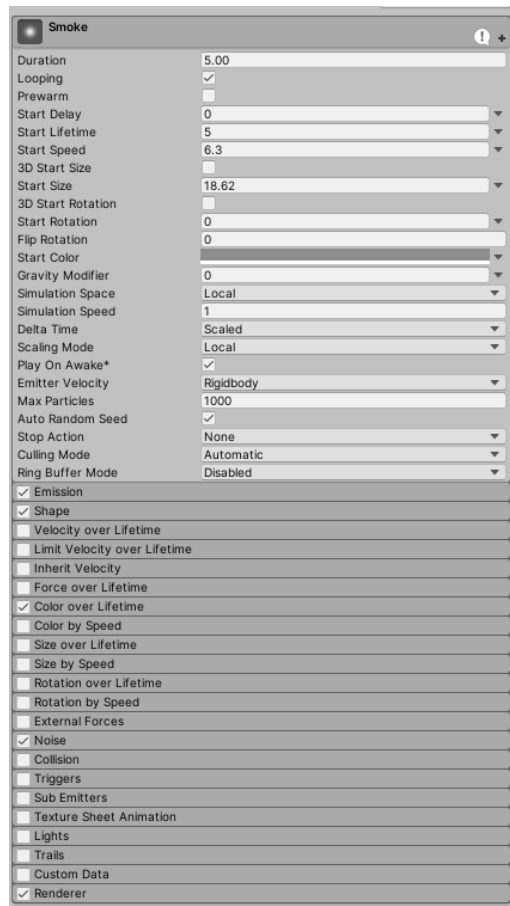 Smoke
Duration 5.00
Looping
Prewarm
Start Delay 0
Start Lifetime 5
Start Speed 6.3
3D Start Size
Start Size 18.62
3D Start Rotation
Start Rotation 0
Flip Rotation 0
Start Color
Gravity Modifier 0
Simulation Space Local
Simulation Speed 1
Delta Time Scaled
Scaling Mode Local
Play On Awake*
Emitter Velocity Rigidbody
Max Particles 1000
Auto Random Seed
Stop Action None
Culling Mode Automatic
Ring Buffer Mode Disabled
Emission
Shape
Velocity over Lifetime
Limit Velocity over Lifetime
Inherit Velocity
Force over Lifetime
Color over Lifetime
Color by Speed
Size over Lifetime
Size by Speed
Rotation over Lifetime
Rotation by Speed
External Forces
Noise
Collision
Triggers
Sub Emitters
Texture Sheet Animation
Lights
Trails
Custom Data
Renderer